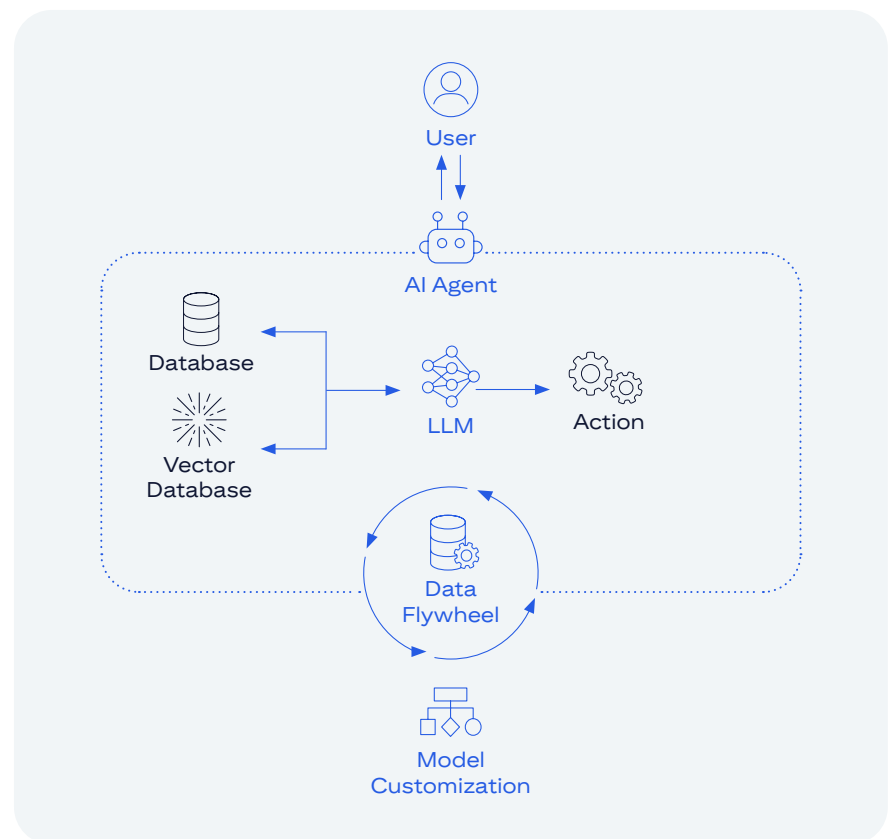 User
AI Agent
Database
Vector
Database
LLM
Action
Data
Flywheel
Model
Customization